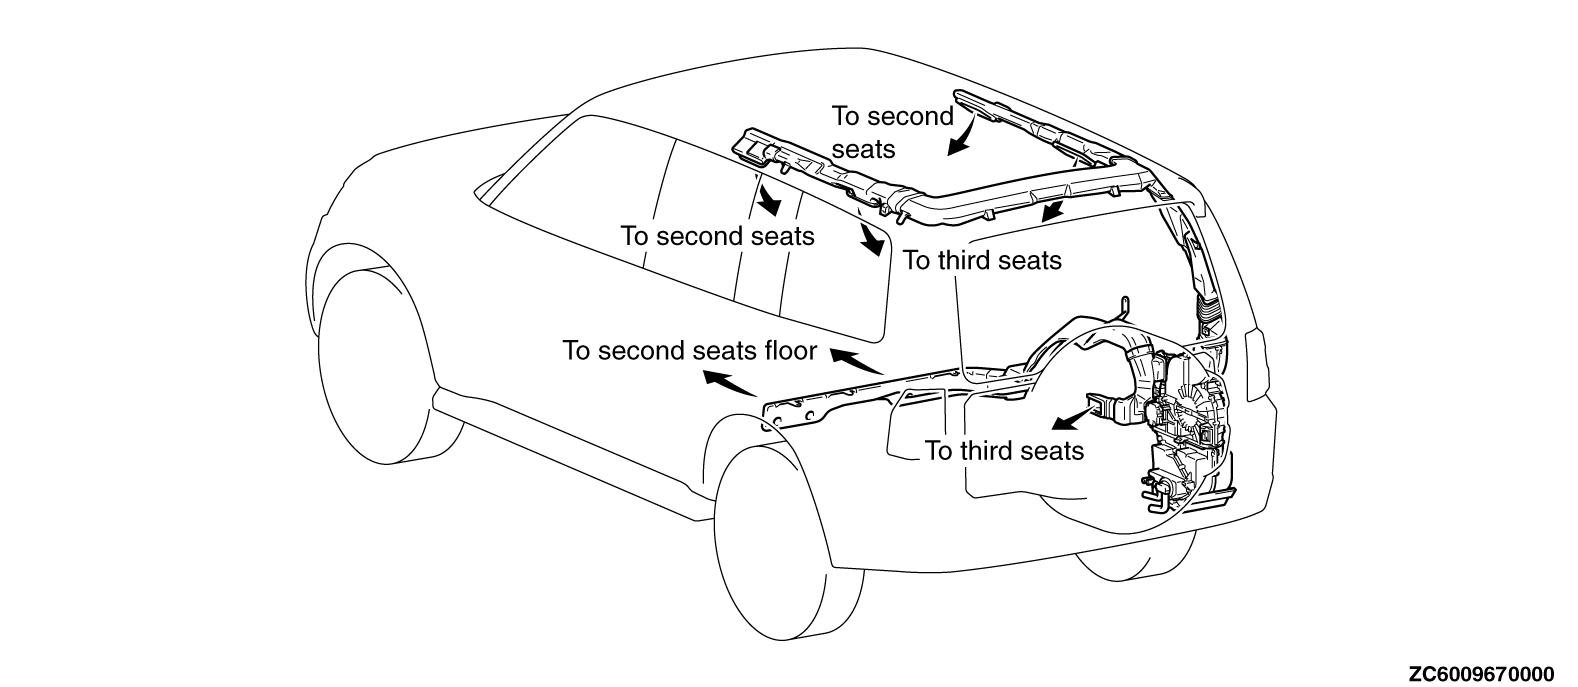 To second
seats
To second seats
To third seats
To second seats floor
To third seats
ZC6009670000